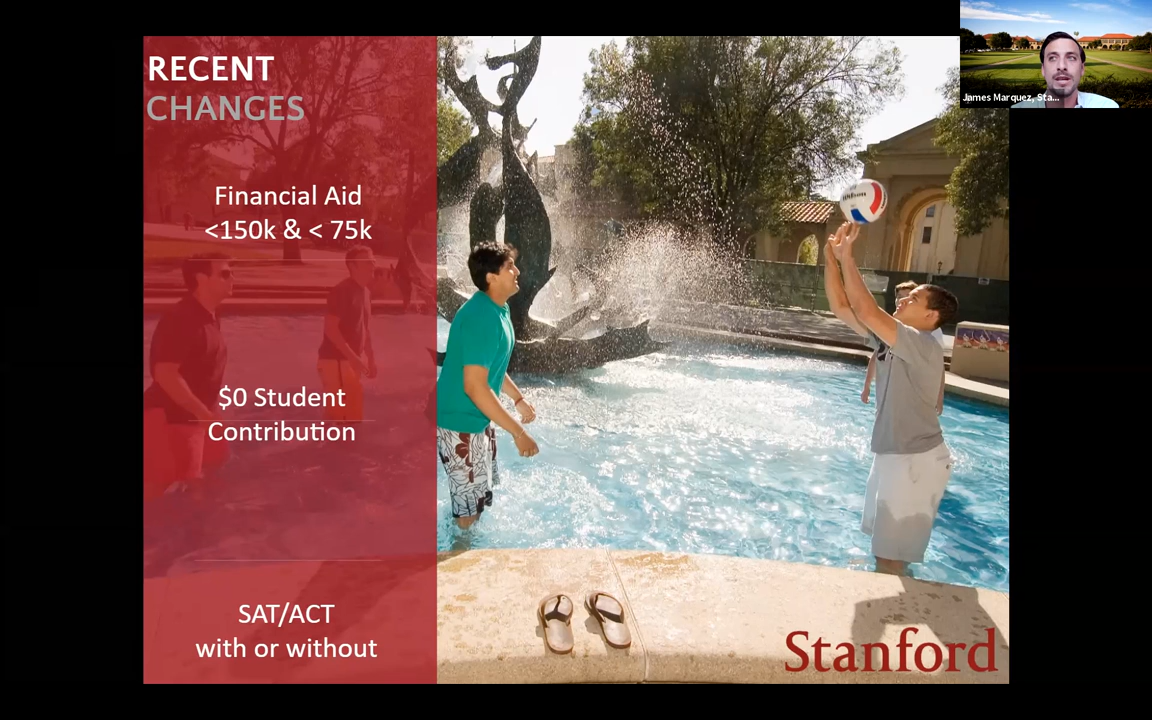 RECENT
CHANGES
Financial Aid
<150k & < 75k
$0 Student
Contribution
SAT/ACT
with or without
Stanford
James Marquez, Sta...